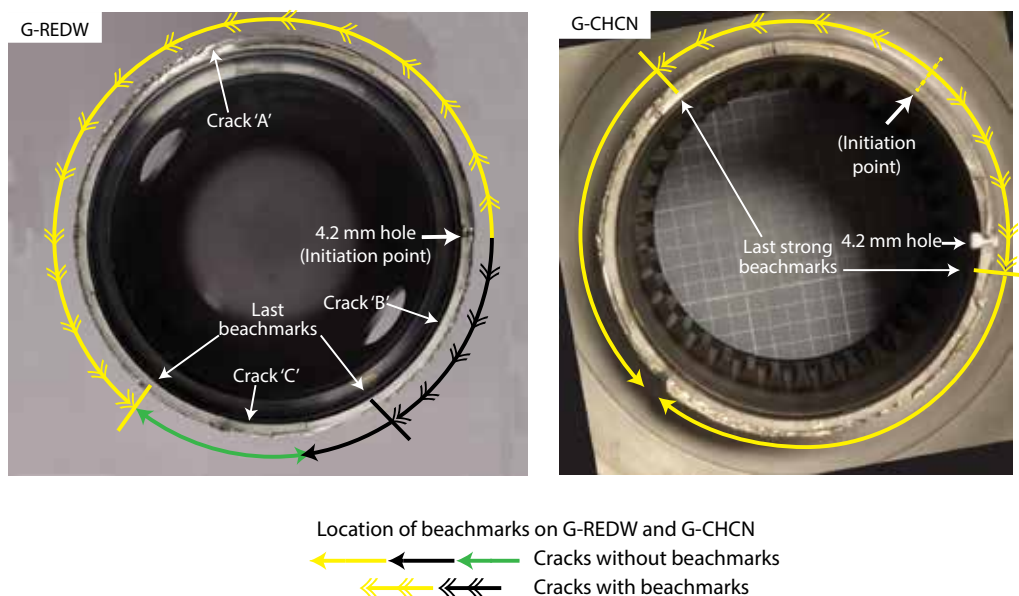 G-REDW
Crack 'A'
4.2 mm hole
(Initiation point)
Crack 'B'
Last
beachmarks
Crack 'C'
G-CHCN
(Initiation
point)
Last strong
beachmarks
4.2 mm hole
Location of beachmarks on G-REDW and G-CHCN
Cracks without beachmarks
Cracks with beachmarks